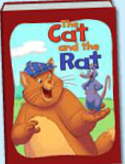 The
Cat
and the
Rat